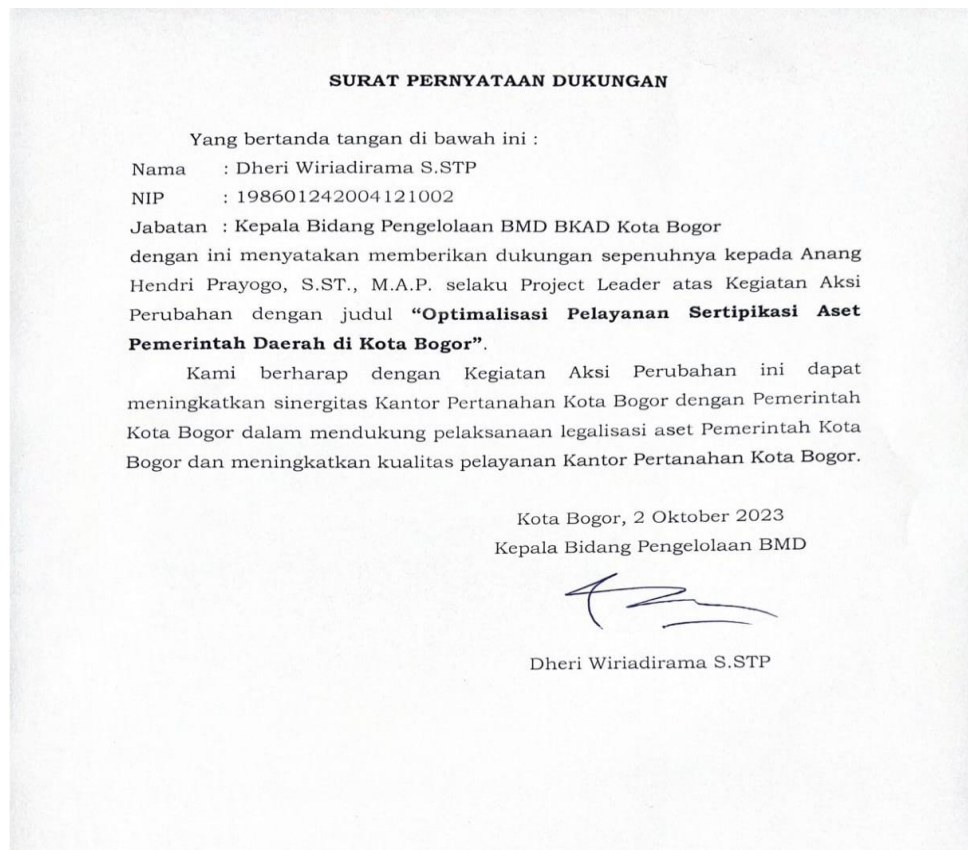 SURAT PERNYATAAN DUKUNGAN
Yang bertanda tangan di bawah ini :
Nama : Dheri Wiriadirama S.STP
NIP : 198601242004121002
Jabatan : Kepala Bidang Pengelolaan BMD BKAD Kota Bogor
dengan ini menyatakan memberikan dukungan sepenuhnya kepada Anang
Hendri Prayogo, S.ST., M.A.P. selaku Project Leader atas Kegiatan Aksi
Perubahan dengan judul “Optimalisasi Pelayanan Sertipikasi Aset
Pemerintah Daerah di Kota Bogor”.
Kami berharap dengan Kegiatan Aksi Perubahan ini dapat
meningkatkan sinergitas Kantor Pertanahan Kota Bogor dengan Pemerintah
Kota Bogor dalam mendukung pelaksanaan legalisasi aset Pemerintah Kota
Bogor dan meningkatkan kualitas pelayanan Kantor Pertanahan Kota Bogor.
Kota Bogor, 2 Oktober 2023
Kepala Bidang Pengelolaan BMD
Dheri Wiriadirama S.STP